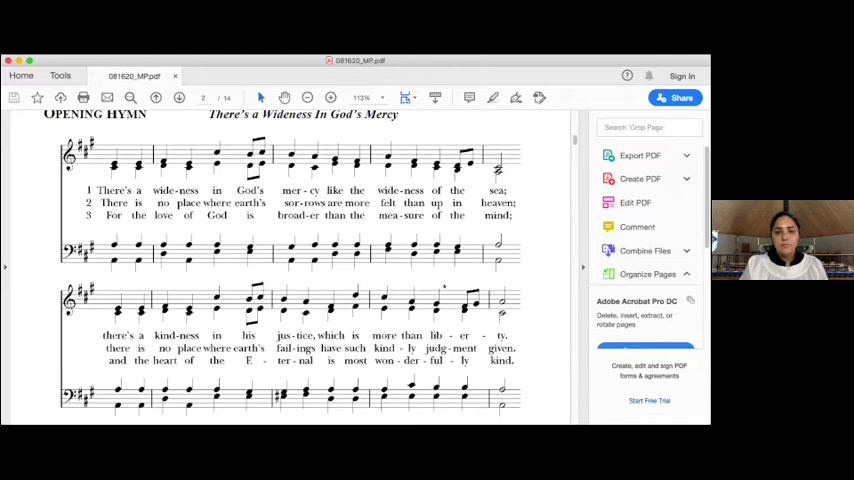 081620_MP.pdf
Home Tools 081620_MP.pdf × Sign In
2 / 14 113% Share
OPENING HYMN There's a Wideness In God's Mercy
1 There's a wide-ness in God's mer-cy like the wide-ness of the sea;
2 There is no place where earth's sor-rows are more felt than up in heaven;
3 For the love of God is broad-er than the mea-sure of the mind;
there's a kind-ness in his jus-tice, which is more than lib-er-ty.
there is no place where earth's fail-ings have such kind-ly judg-ment given.
and the heart of the E-ter-nal is most won-der-ful-ly kind.
Search 'Crop Page'
Export PDF
Create PDF
Edit PDF
Comment
Combine Files
Organize Pages
Adobe Acrobat Pro DC
Delete, insert, extract, or
rotate pages
Create, edit and sign PDF
forms & agreements
Start Free Trial